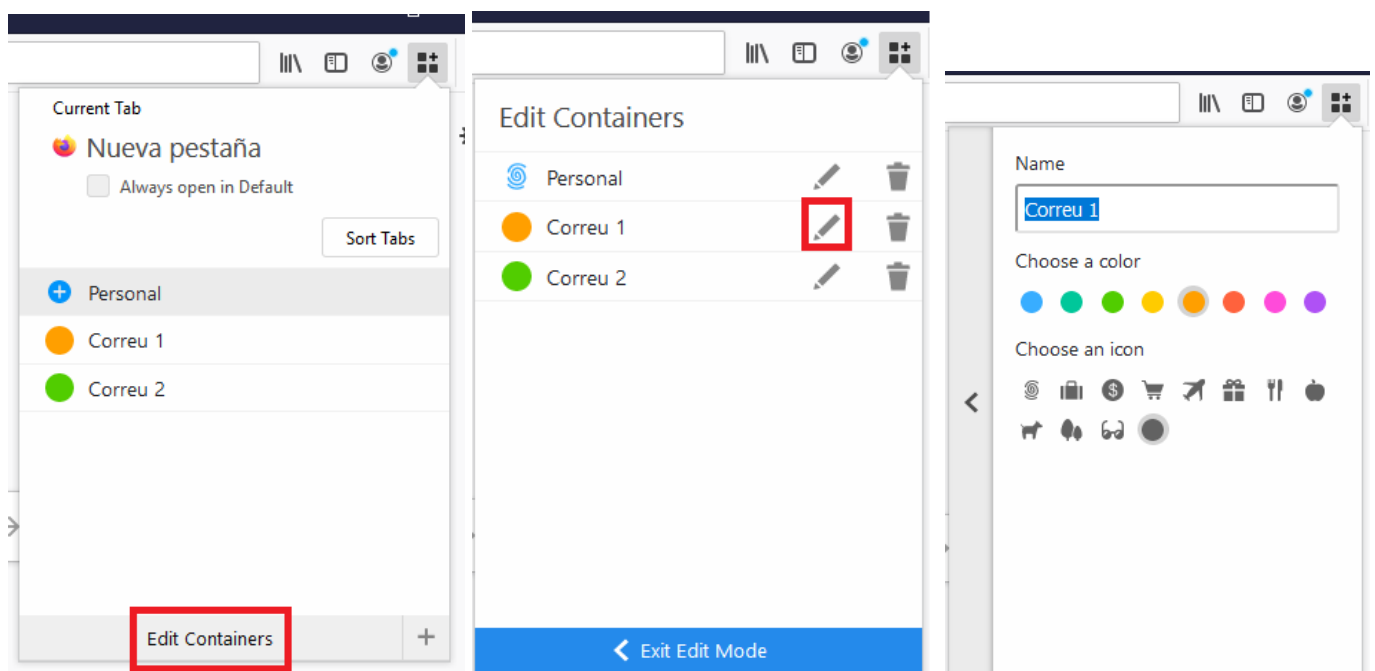 Current Tab
Nueva pestaña
Always open in Default
Sort Tabs
Personal
Correu 1
Correu 2
Edit Containers
Edit Containers
Personal
Correu 1
Correu 2
Exit Edit Mode
Name
Correu 1
Choose a color
Choose an icon